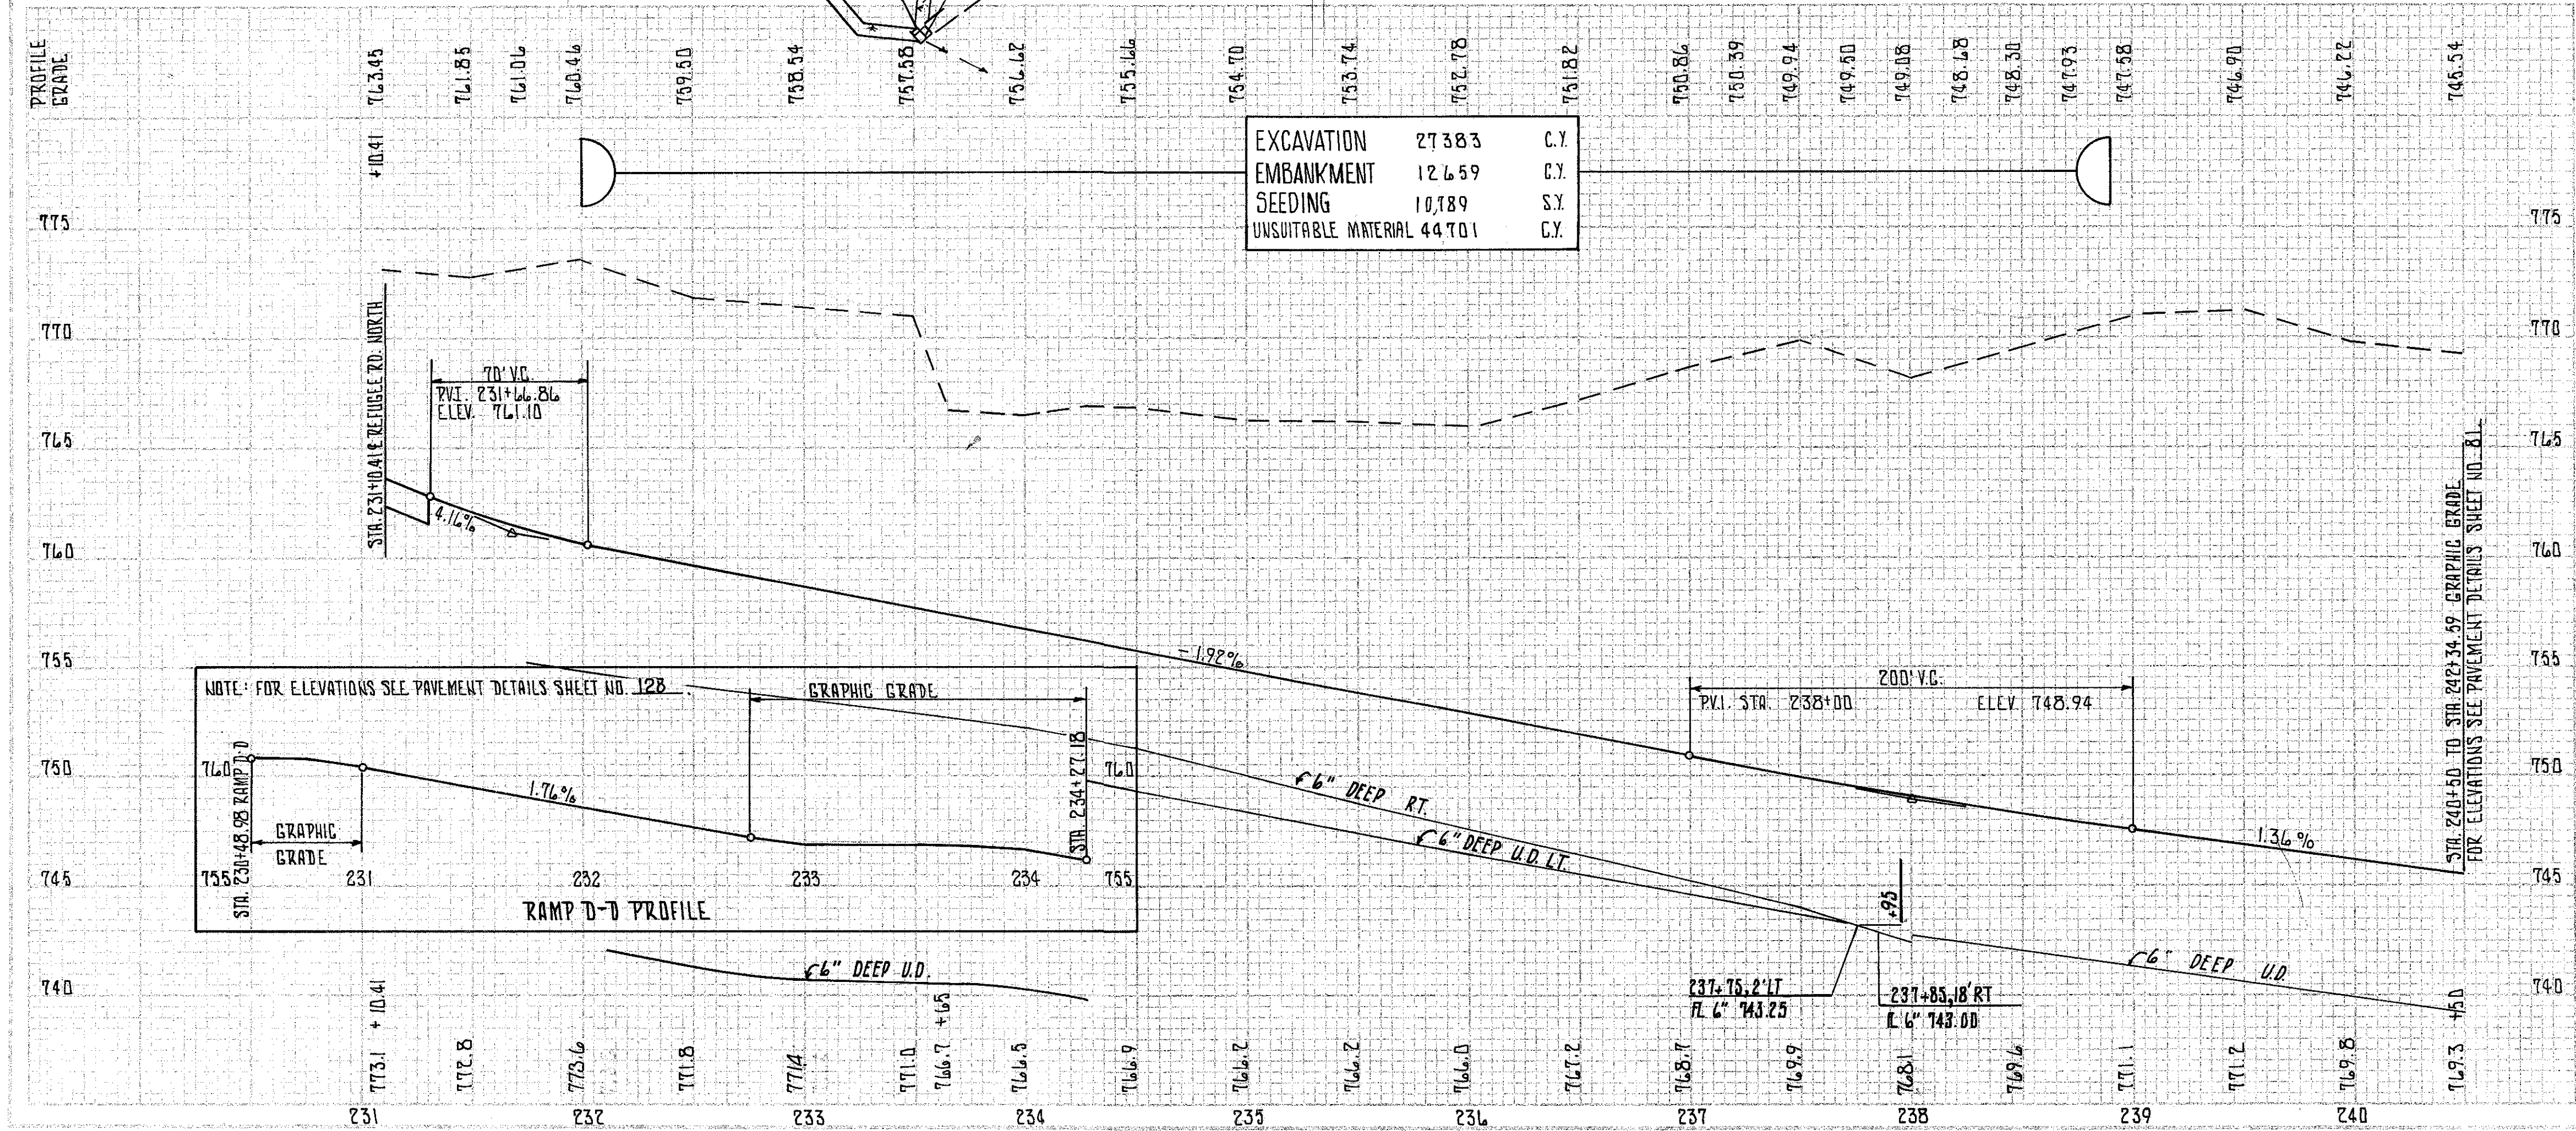 PROFILE
GRADE
763.45
761.85
761.06
760.46
759.50
758.54
757.58
756.62
755.66
754.70
753.74
752.78
751.82
750.86
750.39
749.94
749.50
749.08
748.68
748.30
747.93
747.58
746.90
746.22
745.54
+10.41
EXCAVATION 27383 C.Y.
EMBANKMENT 12659 C.Y.
SEEDING 10,789 S.Y.
UNSUITABLE MATERIAL 44701 C.Y.
775 775
770 770
765 765
760 760
755 755
750 750
745 745
740 740
STA. 231+10.41 ℄ REFUGEE RD. NORTH
70' V.C.
P.V.I. 231+66.86
ELEV. 761.10
4.16%
-1.92%
200' V.C.
P.V.I. STA. 238+00 ELEV 748.94
1.36%
STA. 240+50 TO STA. 242+34.59 GRAPHIC GRADE
FOR ELEVATIONS SEE PAVEMENT DETAILS SHEET NO. 81
NOTE: FOR ELEVATIONS SEE PAVEMENT DETAILS SHEET NO. 128.
GRAPHIC GRADE
STA. 230+48.98 RAMP D-D
760 760
1.76%
GRAPHIC
GRADE
STA. 234+27.18
755 231 232 233 234 755
RAMP D-D PROFILE
6" DEEP RT.
6" DEEP U.D. LT.
+95
6" DEEP U.D.
6" DEEP U.D
237+75, 2' LT
FL 6" 743.25
237+85, 18' RT
FL 6" 743.00
773.1 +10.41
772.8
773.6
771.8
771.4
771.0
766.7 +65
766.5
766.9
766.2
766.2
766.0
767.2
768.7
769.9
768.1
769.6
771.1
771.2
769.8
769.3 +50
231 232 233 234 235 236 237 238 239 240